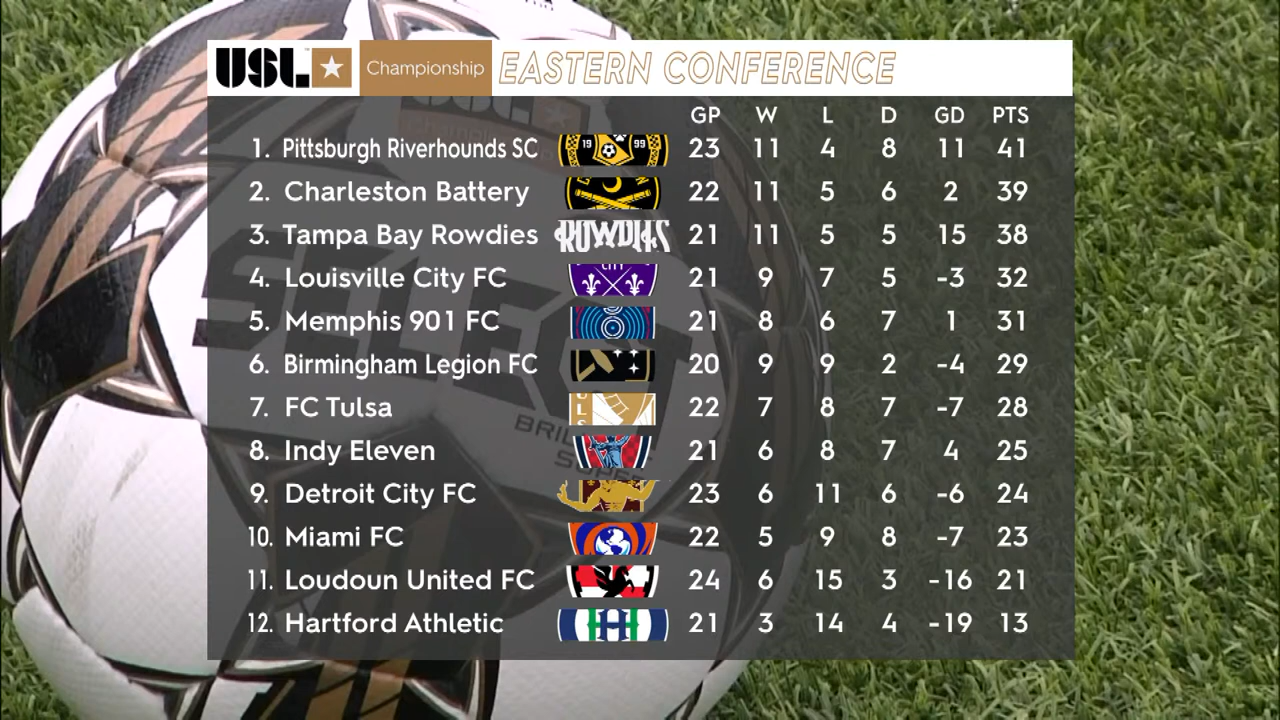 USL Championship EASTERN CONFERENCE
GP W L D GD PTS
1. Pittsburgh Riverhounds SC 19 99 23 11 4 8 11 41
2. Charleston Battery 22 11 5 6 2 39
3. Tampa Bay Rowdies ROWDIES 21 11 5 5 15 38
4. Louisville City FC 21 9 7 5 -3 32
5. Memphis 901 FC 21 8 6 7 1 31
6. Birmingham Legion FC 20 9 9 2 -4 29
7. FC Tulsa 22 7 8 7 -7 28
8. Indy Eleven 21 6 8 7 4 25
9. Detroit City FC 23 6 11 6 -6 24
10. Miami FC 22 5 9 8 -7 23
11. Loudoun United FC 24 6 15 3 -16 21
12. Hartford Athletic H 21 3 14 4 -19 13
SELECT